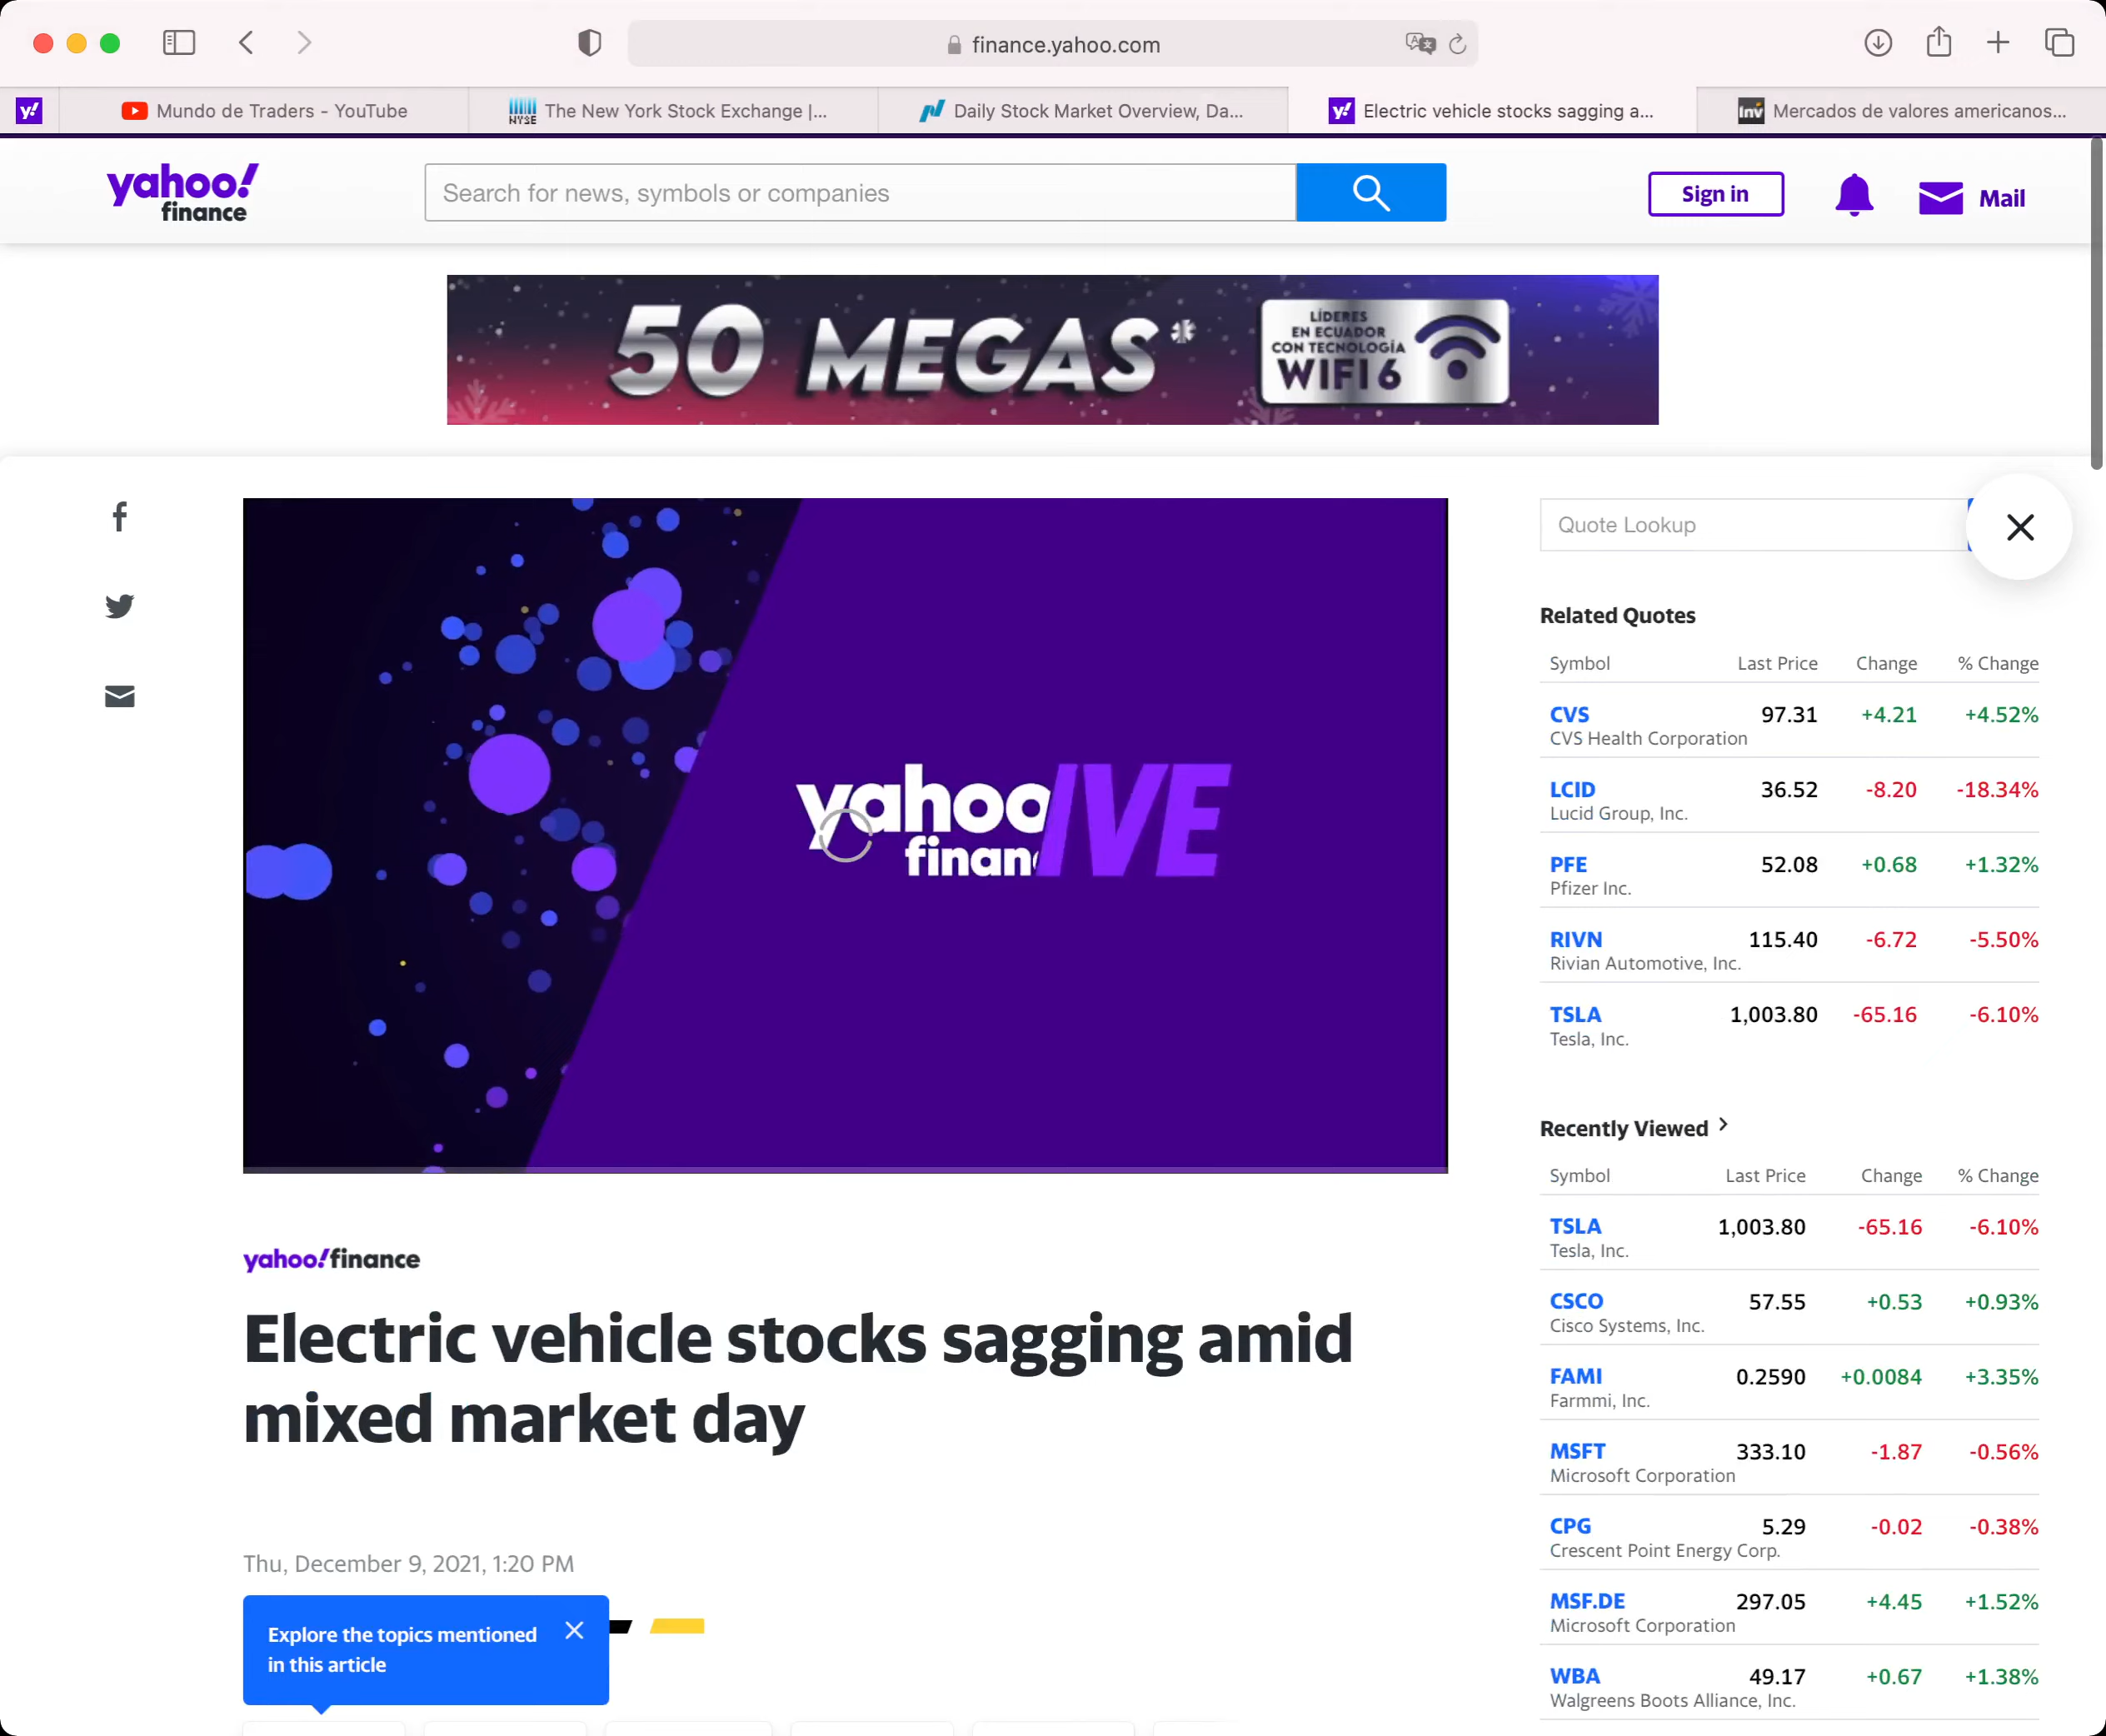 finance.yahoo.com
y!
Mundo de Traders - YouTube
NYSE
The New York Stock Exchange |...
Daily Stock Market Overview, Da...
y!
Electric vehicle stocks sagging a...
Inv
Mercados de valores americanos...
yahoo!
finance
Search for news, symbols or companies
Sign in
Mail
50 MEGAS*
LÍDERES
EN ECUADOR
CON TECNOLOGÍA
WIFI 6
Quote Lookup
yahoo
finan
IVE
Related Quotes
Symbol Last Price Change % Change
CVS 97.31 +4.21 +4.52%
CVS Health Corporation
LCID 36.52 -8.20 -18.34%
Lucid Group, Inc.
PFE 52.08 +0.68 +1.32%
Pfizer Inc.
RIVN 115.40 -6.72 -5.50%
Rivian Automotive, Inc.
TSLA 1,003.80 -65.16 -6.10%
Tesla, Inc.
Recently Viewed
Symbol Last Price Change % Change
TSLA 1,003.80 -65.16 -6.10%
Tesla, Inc.
CSCO 57.55 +0.53 +0.93%
Cisco Systems, Inc.
FAMI 0.2590 +0.0084 +3.35%
Farmmi, Inc.
MSFT 333.10 -1.87 -0.56%
Microsoft Corporation
CPG 5.29 -0.02 -0.38%
Crescent Point Energy Corp.
MSF.DE 297.05 +4.45 +1.52%
Microsoft Corporation
WBA 49.17 +0.67 +1.38%
Walgreens Boots Alliance, Inc.
yahoo!finance
Electric vehicle stocks sagging amid
mixed market day
Thu, December 9, 2021, 1:20 PM
Explore the topics mentioned
in this article